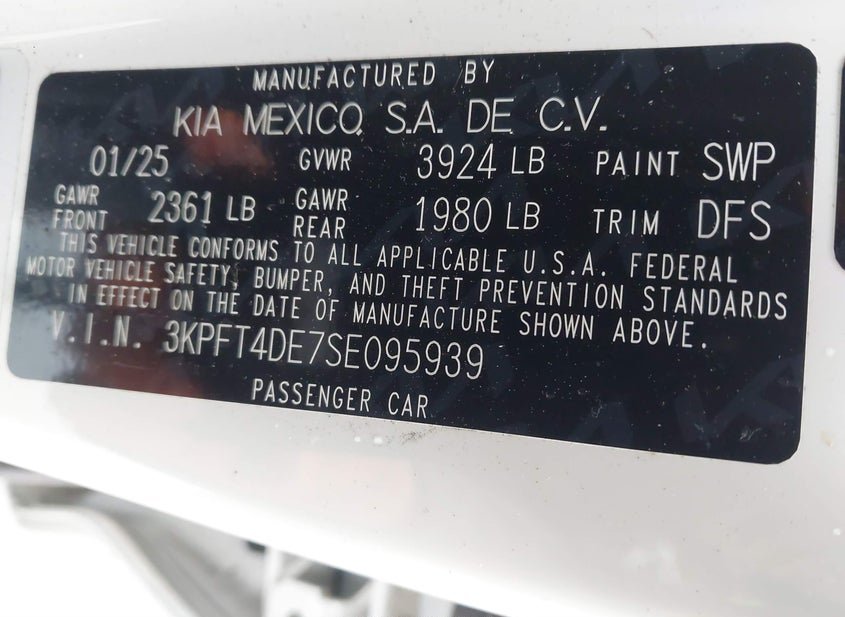 MANUFACTURED BY
KIA MEXICO, S.A. DE C.V.
01/25 GVWR 3924 LB PAINT SWP
GAWR FRONT 2361 LB GAWR REAR 1980 LB TRIM DFS
THIS VEHICLE CONFORMS TO ALL APPLICABLE U.S.A. FEDERAL
MOTOR VEHICLE SAFETY, BUMPER, AND THEFT PREVENTION STANDARDS
IN EFFECT ON THE DATE OF MANUFACTURE SHOWN ABOVE.
V.I.N. 3KPFT4DE7SE095939
PASSENGER CAR